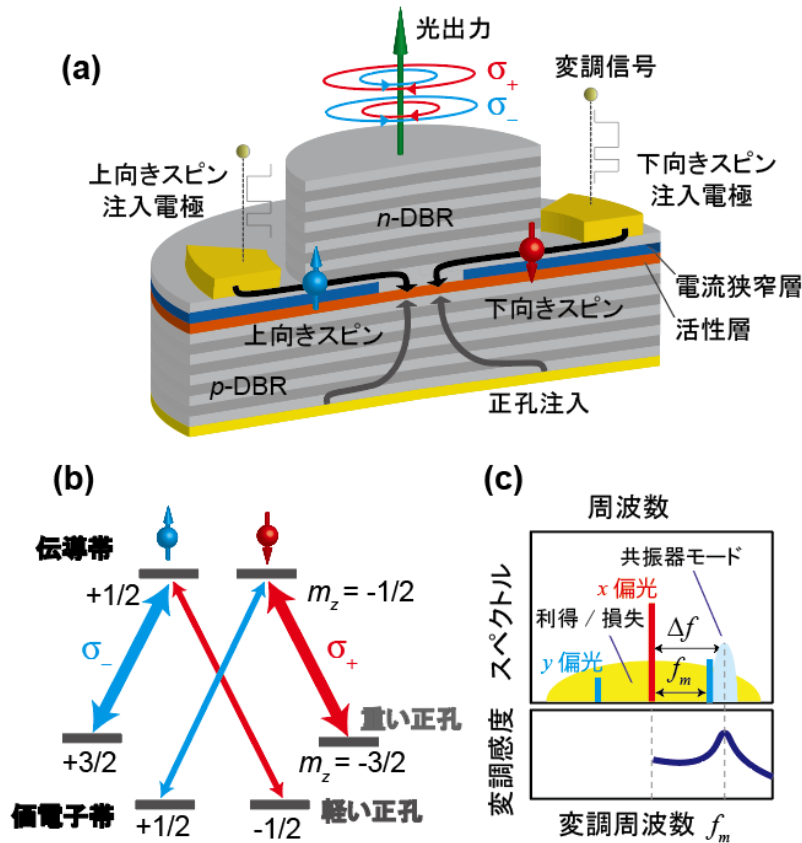 (a)
光出力
σ+
σ−
変調信号
上向きスピン
注入電極
下向きスピン
注入電極
n-DBR
電流狭窄層
上向きスピン
下向きスピン
活性層
p-DBR
正孔注入
(b)
伝導帯
+1/2
mz = -1/2
σ−
σ+
重い正孔
+3/2
mz = -3/2
価電子帯
+1/2
-1/2
軽い正孔
(c)
周波数
共振器モード
x 偏光
利得 / 損失
Δf
y 偏光
fm
スペクトル
変調感度
変調周波数 fm